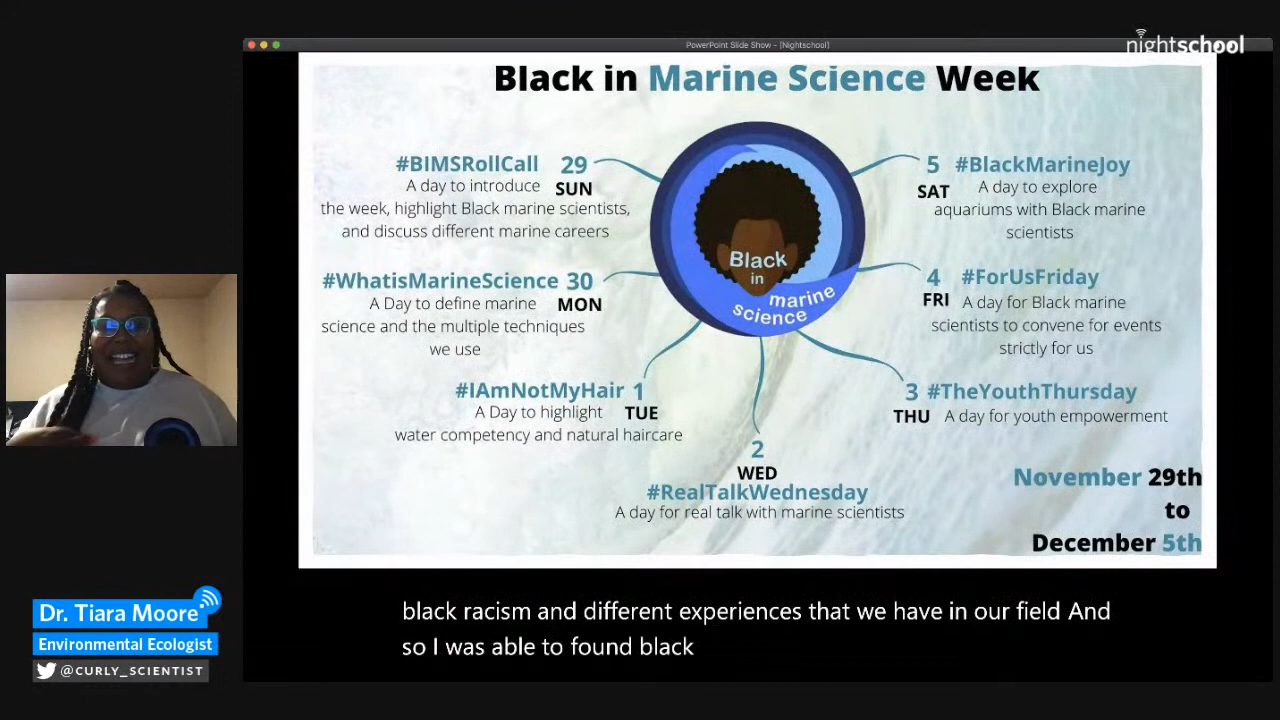 PowerPoint Slide Show - [Nightschool]
nightschool
Black in Marine Science Week
#BIMSRollCall 29
SUN
A day to introduce
the week, highlight Black marine scientists,
and discuss different marine careers
#WhatisMarineScience 30
MON
A Day to define marine
science and the multiple techniques
we use
#IAmNotMyHair 1
TUE
A Day to highlight
water competency and natural haircare
2
WED
#RealTalkWednesday
A day for real talk with marine scientists
3 #TheYouthThursday
THU
A day for youth empowerment
4 #ForUsFriday
FRI
A day for Black marine
scientists to convene for events
strictly for us
5 #BlackMarineJoy
SAT
A day to explore
aquariums with Black marine
scientists
Black
in
marine
science
November 29th
to
December 5th
Dr. Tiara Moore
Environmental Ecologist
@CURLY_SCIENTIST
black racism and different experiences that we have in our field And
so I was able to found black